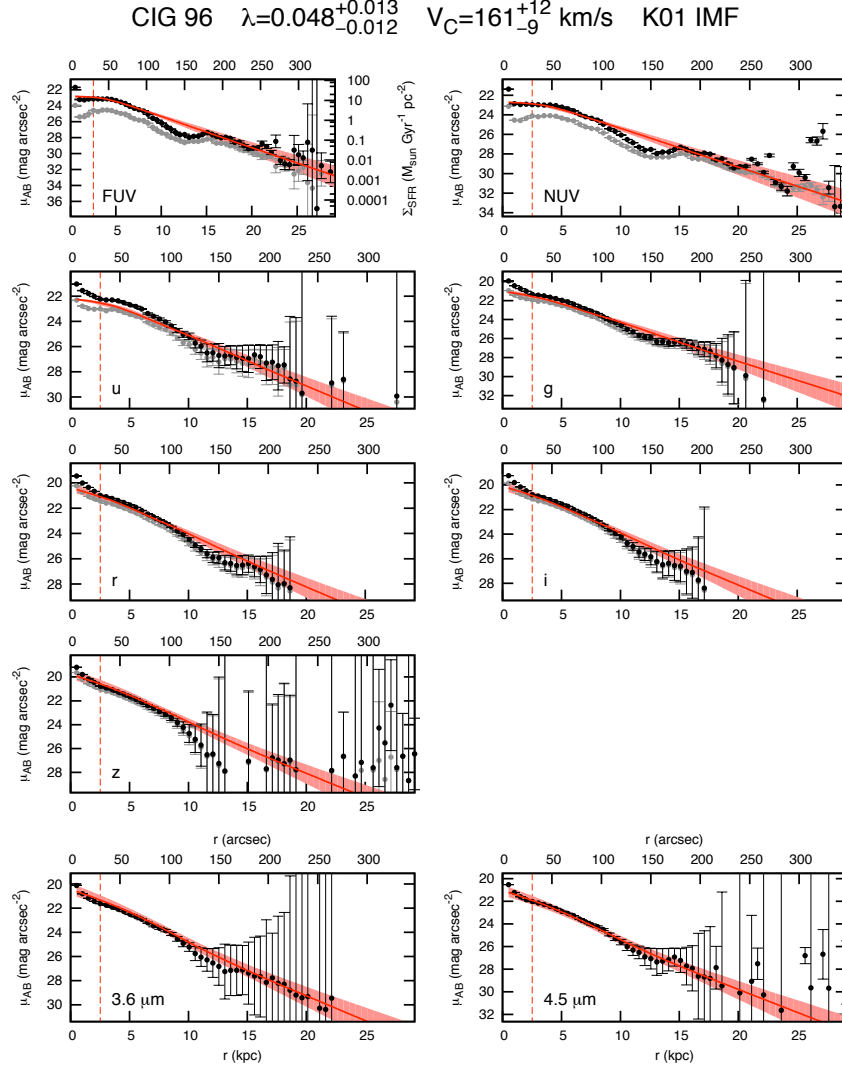 CIG 96 λ=0.048+0.013−0.012 VC=161+12−9 km/s K01 IMF
0 50 100 150 200 250 300
22 24 26 28 30 32 34 36
μAB (mag arcsec-2)
FUV
100 10 1 0.1 0.01 0.001 0.0001
ΣSFR (Msun Gyr-1 pc-2)
0 5 10 15 20 25
0 50 100 150 200 250 300
22 24 26 28 30 32 34
μAB (mag arcsec-2)
NUV
0 5 10 15 20 25
0 50 100 150 200 250 300
22 24 26 28 30
μAB (mag arcsec-2)
u
0 5 10 15 20 25
0 50 100 150 200 250 300
20 22 24 26 28 30 32
μAB (mag arcsec-2)
g
0 5 10 15 20 25
0 50 100 150 200 250 300
20 22 24 26 28
μAB (mag arcsec-2)
r
0 5 10 15 20 25
0 50 100 150 200 250 300
20 22 24 26 28
μAB (mag arcsec-2)
i
0 5 10 15 20 25
0 50 100 150 200 250 300
20 22 24 26 28
μAB (mag arcsec-2)
z
0 5 10 15 20 25
r (arcsec)
0 50 100 150 200 250 300
20 22 24 26 28 30
μAB (mag arcsec-2)
3.6 μm
0 5 10 15 20 25
r (kpc)
r (arcsec)
0 50 100 150 200 250 300
20 22 24 26 28 30 32
μAB (mag arcsec-2)
4.5 μm
0 5 10 15 20 25
r (kpc)